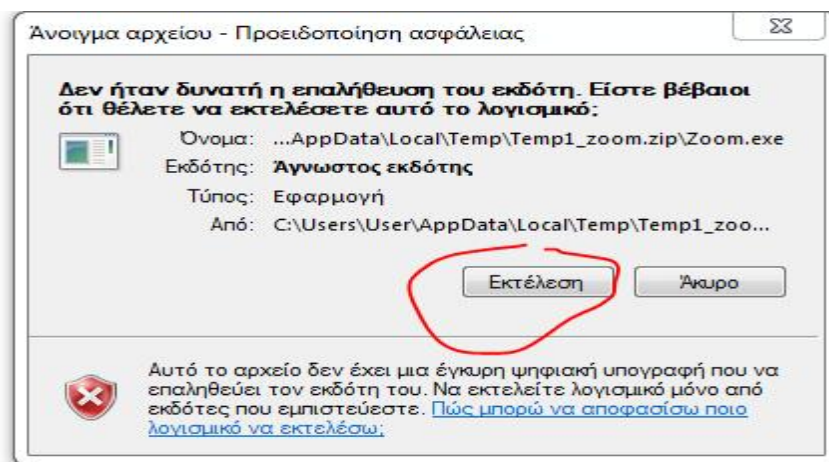 Άνοιγμα αρχείου - Προειδοποίηση ασφάλειας
Δεν ήταν δυνατή η επαλήθευση του εκδότη. Είστε βέβαιοι
ότι θέλετε να εκτελέσετε αυτό το λογισμικό;
Όνομα: ...AppData\Local\Temp\Temp1_zoom.zip\Zoom.exe
Εκδότης: Άγνωστος εκδότης
Τύπος: Εφαρμογή
Από: C:\Users\User\AppData\Local\Temp\Temp1_zoo...
Εκτέλεση Άκυρο
Αυτό το αρχείο δεν έχει μια έγκυρη ψηφιακή υπογραφή που να
επαληθεύει τον εκδότη του. Να εκτελείτε λογισμικό μόνο από
εκδότες που εμπιστεύεστε. Πώς μπορώ να αποφασίσω ποιο
λογισμικό να εκτελέσω;